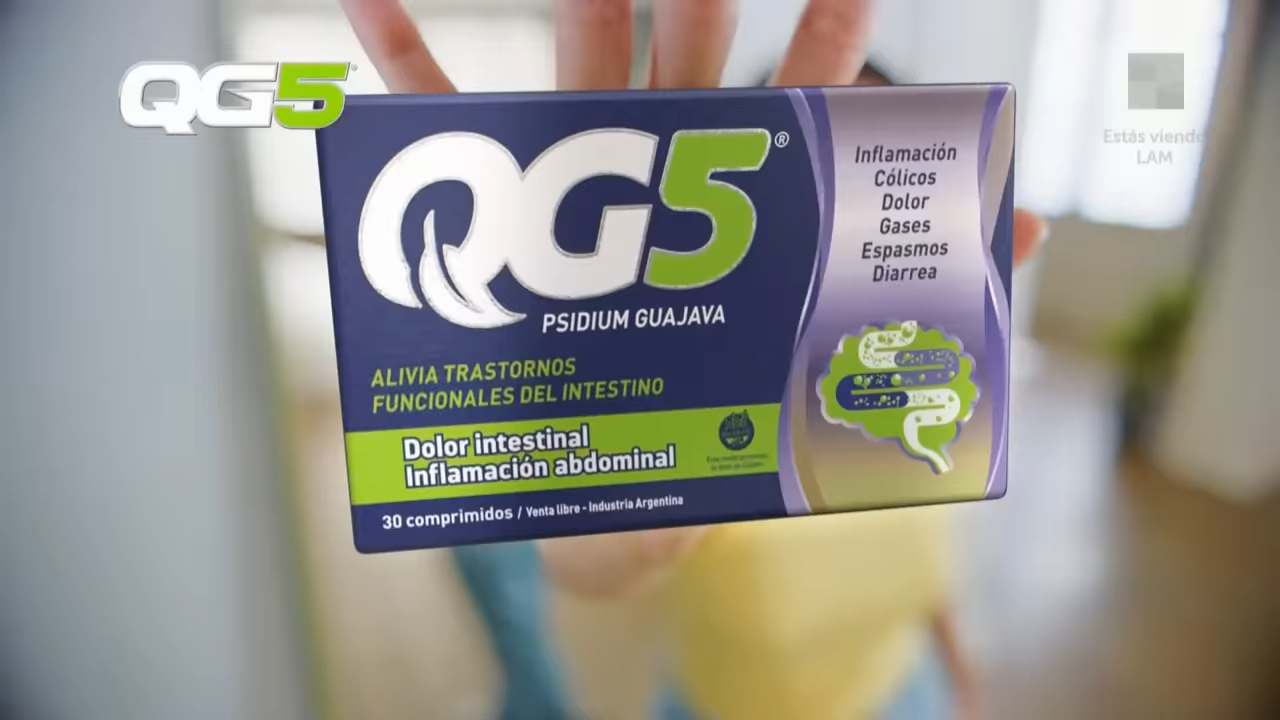 QG5
Estás viendo
LAM
QG5®
PSIDIUM GUAJAVA
ALIVIA TRASTORNOS
FUNCIONALES DEL INTESTINO
Dolor intestinal
Inflamación abdominal
30 comprimidos / Venta libre - Industria Argentina
Inflamación
Cólicos
Dolor
Gases
Espasmos
Diarrea